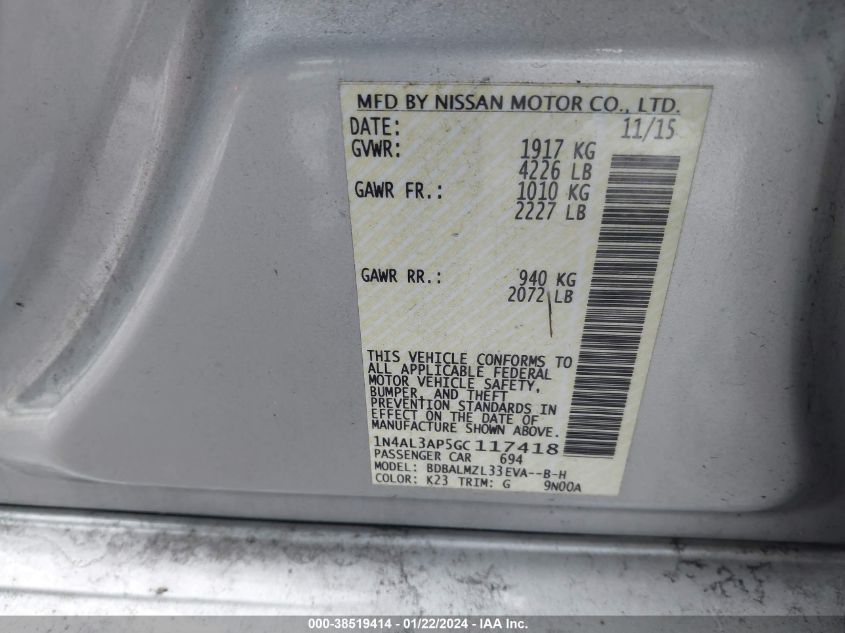 MFD BY NISSAN MOTOR CO., LTD.
DATE: 11/15
GVWR: 1917 KG
4226 LB
GAWR FR.: 1010 KG
2227 LB
GAWR RR.: 940 KG
2072 LB
THIS VEHICLE CONFORMS TO
ALL APPLICABLE FEDERAL
MOTOR VEHICLE SAFETY,
BUMPER, AND THEFT
PREVENTION STANDARDS IN
EFFECT ON THE DATE OF
MANUFACTURE SHOWN ABOVE.
1N4AL3AP5GC117418
PASSENGER CAR 694
MODEL: BDBALMZL33EVA--B-H
COLOR: K23 TRIM: G 9N00A
000-38519414 - 01/22/2024 - IAA Inc.